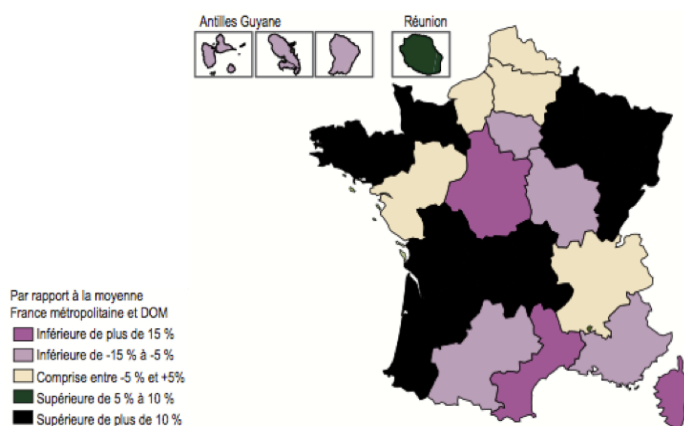 Antilles Guyane
Réunion
Par rapport à la moyenne
France métropolitaine et DOM
Inférieure de plus de 15 %
Inférieure de -15 % à -5 %
Comprise entre -5 % et +5%
Supérieure de 5 % à 10 %
Supérieure de plus de 10 %